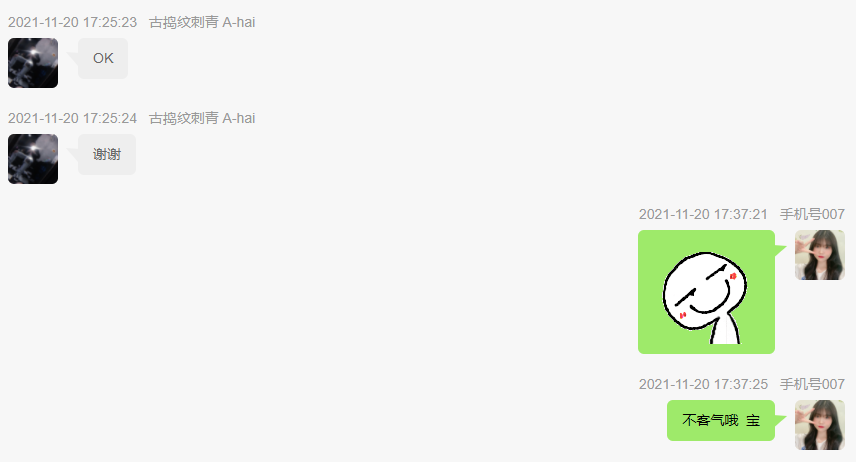 2021-11-20 17:25:23 古捣纹刺青 A-hai
OK
2021-11-20 17:25:24 古捣纹刺青 A-hai
谢谢
2021-11-20 17:37:21 手机号007
2021-11-20 17:37:25 手机号007
不客气哦 宝